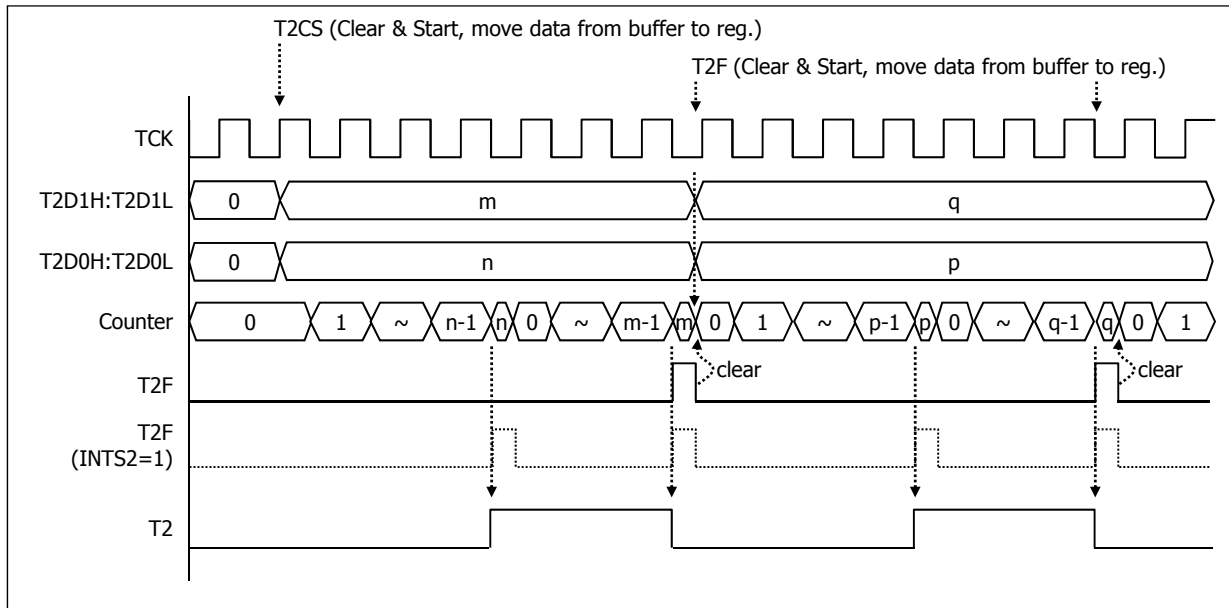 T2CS (Clear & Start, move data from buffer to reg.)
T2F (Clear & Start, move data from buffer to reg.)
TCK
T2D1H:T2D1L 0 m q
T2D0H:T2D0L 0 n p
Counter 0 1 ~ n-1 n 0 ~ m-1 m 0 1 ~ p-1 p 0 ~ q-1 q 0 1
clear clear
T2F
T2F
(INTS2=1)
T2